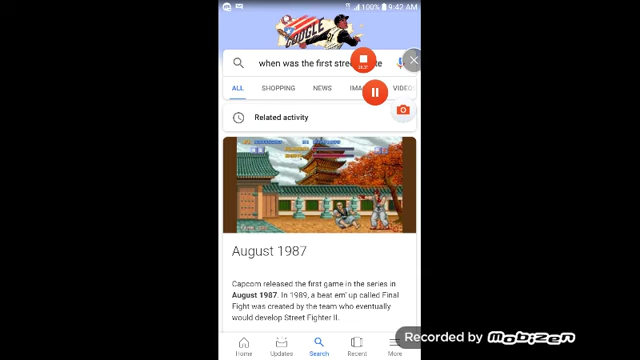 100% 9:42 AM
GOOGLE
when was the first stre te
ALL SHOPPING NEWS IMA VIDEO
Related activity
August 1987
Capcom released the first game in the series in
August 1987. In 1989, a beat em' up called Final
Fight was created by the team who eventually
would develop Street Fighter II.
Home Updates Search Recent More
Recorded by Mobizen